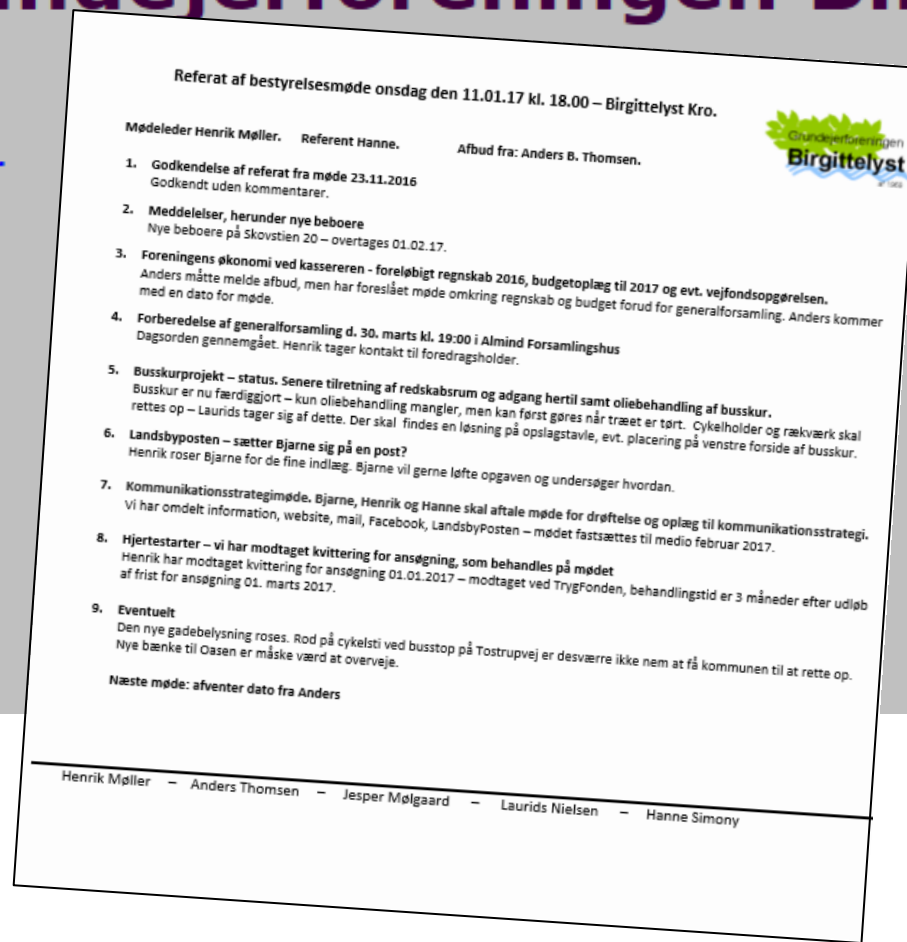 Referat af bestyrelsesmøde onsdag den 11.01.17 kl. 18.00 – Birgittelyst Kro.
Grundejerforeningen
Birgittelyst
Mødeleder Henrik Møller. Referent Hanne. Afbud fra: Anders B. Thomsen.
1. Godkendelse af referat fra møde 23.11.2016
Godkendt uden kommentarer.
2. Meddelelser, herunder nye beboere
Nye beboere på Skovstien 20 – overtages 01.02.17.
3. Foreningens økonomi ved kassereren - foreløbigt regnskab 2016, budgetoplæg til 2017 og evt. vejfondsopgørelsen.
Anders måtte melde afbud, men har foreslået møde omkring regnskab og budget forud for generalforsamling. Anders kommer
med en dato for møde.
4. Forberedelse af generalforsamling d. 30. marts kl. 19:00 i Almind Forsamlingshus
Dagsorden gennemgået. Henrik tager kontakt til foredragsholder.
5. Busskurprojekt – status. Senere tilretning af redskabsrum og adgang hertil samt oliebehandling af busskur.
Busskur er nu færdiggjort – kun oliebehandling mangler, men kan først gøres når træet er tørt. Cykelholder og rækværk skal
rettes op – Laurids tager sig af dette. Der skal findes en løsning på opslagstavle, evt. placering på venstre forside af busskur.
6. Landsbyposten – sætter Bjarne sig på en post?
Henrik roser Bjarne for de fine indlæg. Bjarne vil gerne løfte opgaven og undersøger hvordan.
7. Kommunikationsstrategimøde. Bjarne, Henrik og Hanne skal aftale møde for drøftelse og oplæg til kommunikationsstrategi.
Vi har omdelt information, website, mail, Facebook, LandsbyPosten – mødet fastsættes til medio februar 2017.
8. Hjertestarter – vi har modtaget kvittering for ansøgning, som behandles på mødet
Henrik har modtaget kvittering for ansøgning 01.01.2017 – modtaget ved TrygFonden, behandlingstid er 3 måneder efter udløb
af frist for ansøgning 01. marts 2017.
9. Eventuelt
Den nye gadebelysning roses. Rod på cykelsti ved busstop på Tostrupvej er desværre ikke nem at få kommunen til at rette op.
Nye bænke til Oasen er måske værd at overveje.
Næste møde: afventer dato fra Anders
Henrik Møller – Anders Thomsen – Jesper Mølgaard – Laurids Nielsen – Hanne Simony